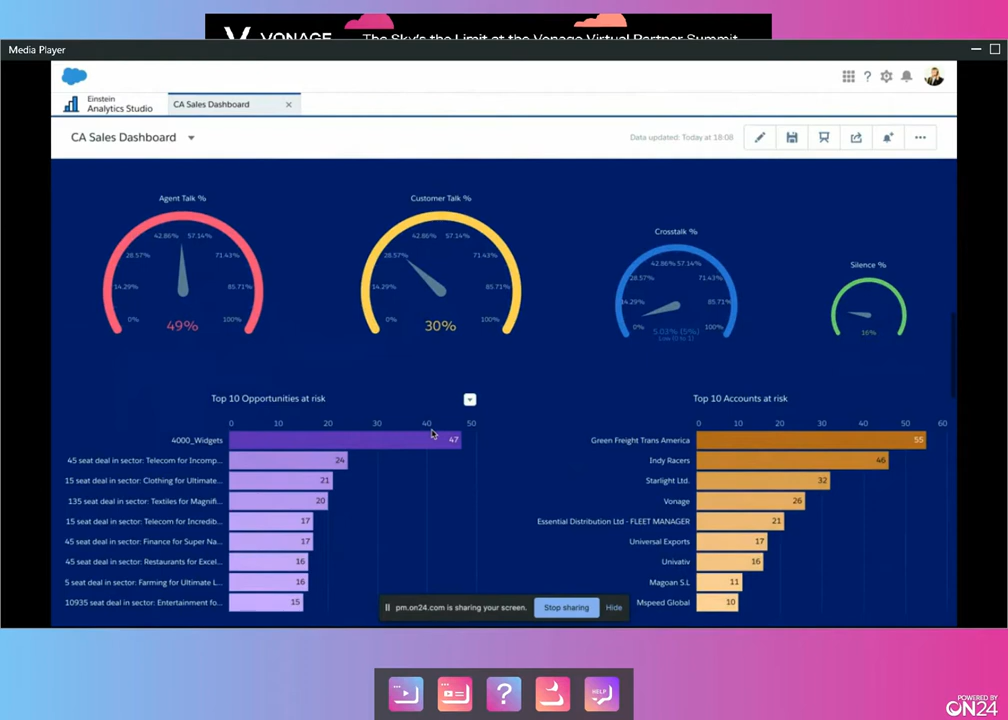 VONAGE The Sky's the Limit at the Vonage Virtual Partner Summit
Media Player
Einstein
Analytics Studio
CA Sales Dashboard
CA Sales Dashboard
Data updated: Today at 18:08
Agent Talk %
0%
14.29%
28.57%
42.86%
57.14%
71.43%
85.71%
100%
49%
Customer Talk %
0%
14.29%
28.57%
42.86%
57.14%
71.43%
85.71%
100%
30%
Crosstalk %
0%
14.29%
28.57%
42.86%
57.14%
71.43%
85.71%
100%
5.03% (5%)
Low (0 to 1)
Silence %
16%
Top 10 Opportunities at risk
0 10 20 30 40 50
4000_Widgets 47
45 seat deal in sector: Telecom for Incomp... 24
15 seat deal in sector: Clothing for Ultimate... 21
135 seat deal in sector: Textiles for Magnifi... 20
15 seat deal in sector: Telecom for Incredib... 17
45 seat deal in sector: Finance for Super Na... 17
45 seat deal in sector: Restaurants for Excel... 16
5 seat deal in sector: Farming for Ultimate L... 16
10935 seat deal in sector: Entertainment fo... 15
Top 10 Accounts at risk
0 10 20 30 40 50 60
Green Freight Trans America 55
Indy Racers 46
Starlight Ltd. 32
Vonage 26
Essential Distribution Ltd - FLEET MANAGER 21
Universal Exports 17
Univativ 16
Magoan S.L 11
Mspeed Global 10
pm.on24.com is sharing your screen. Stop sharing Hide
HELP
POWERED BY
ON24